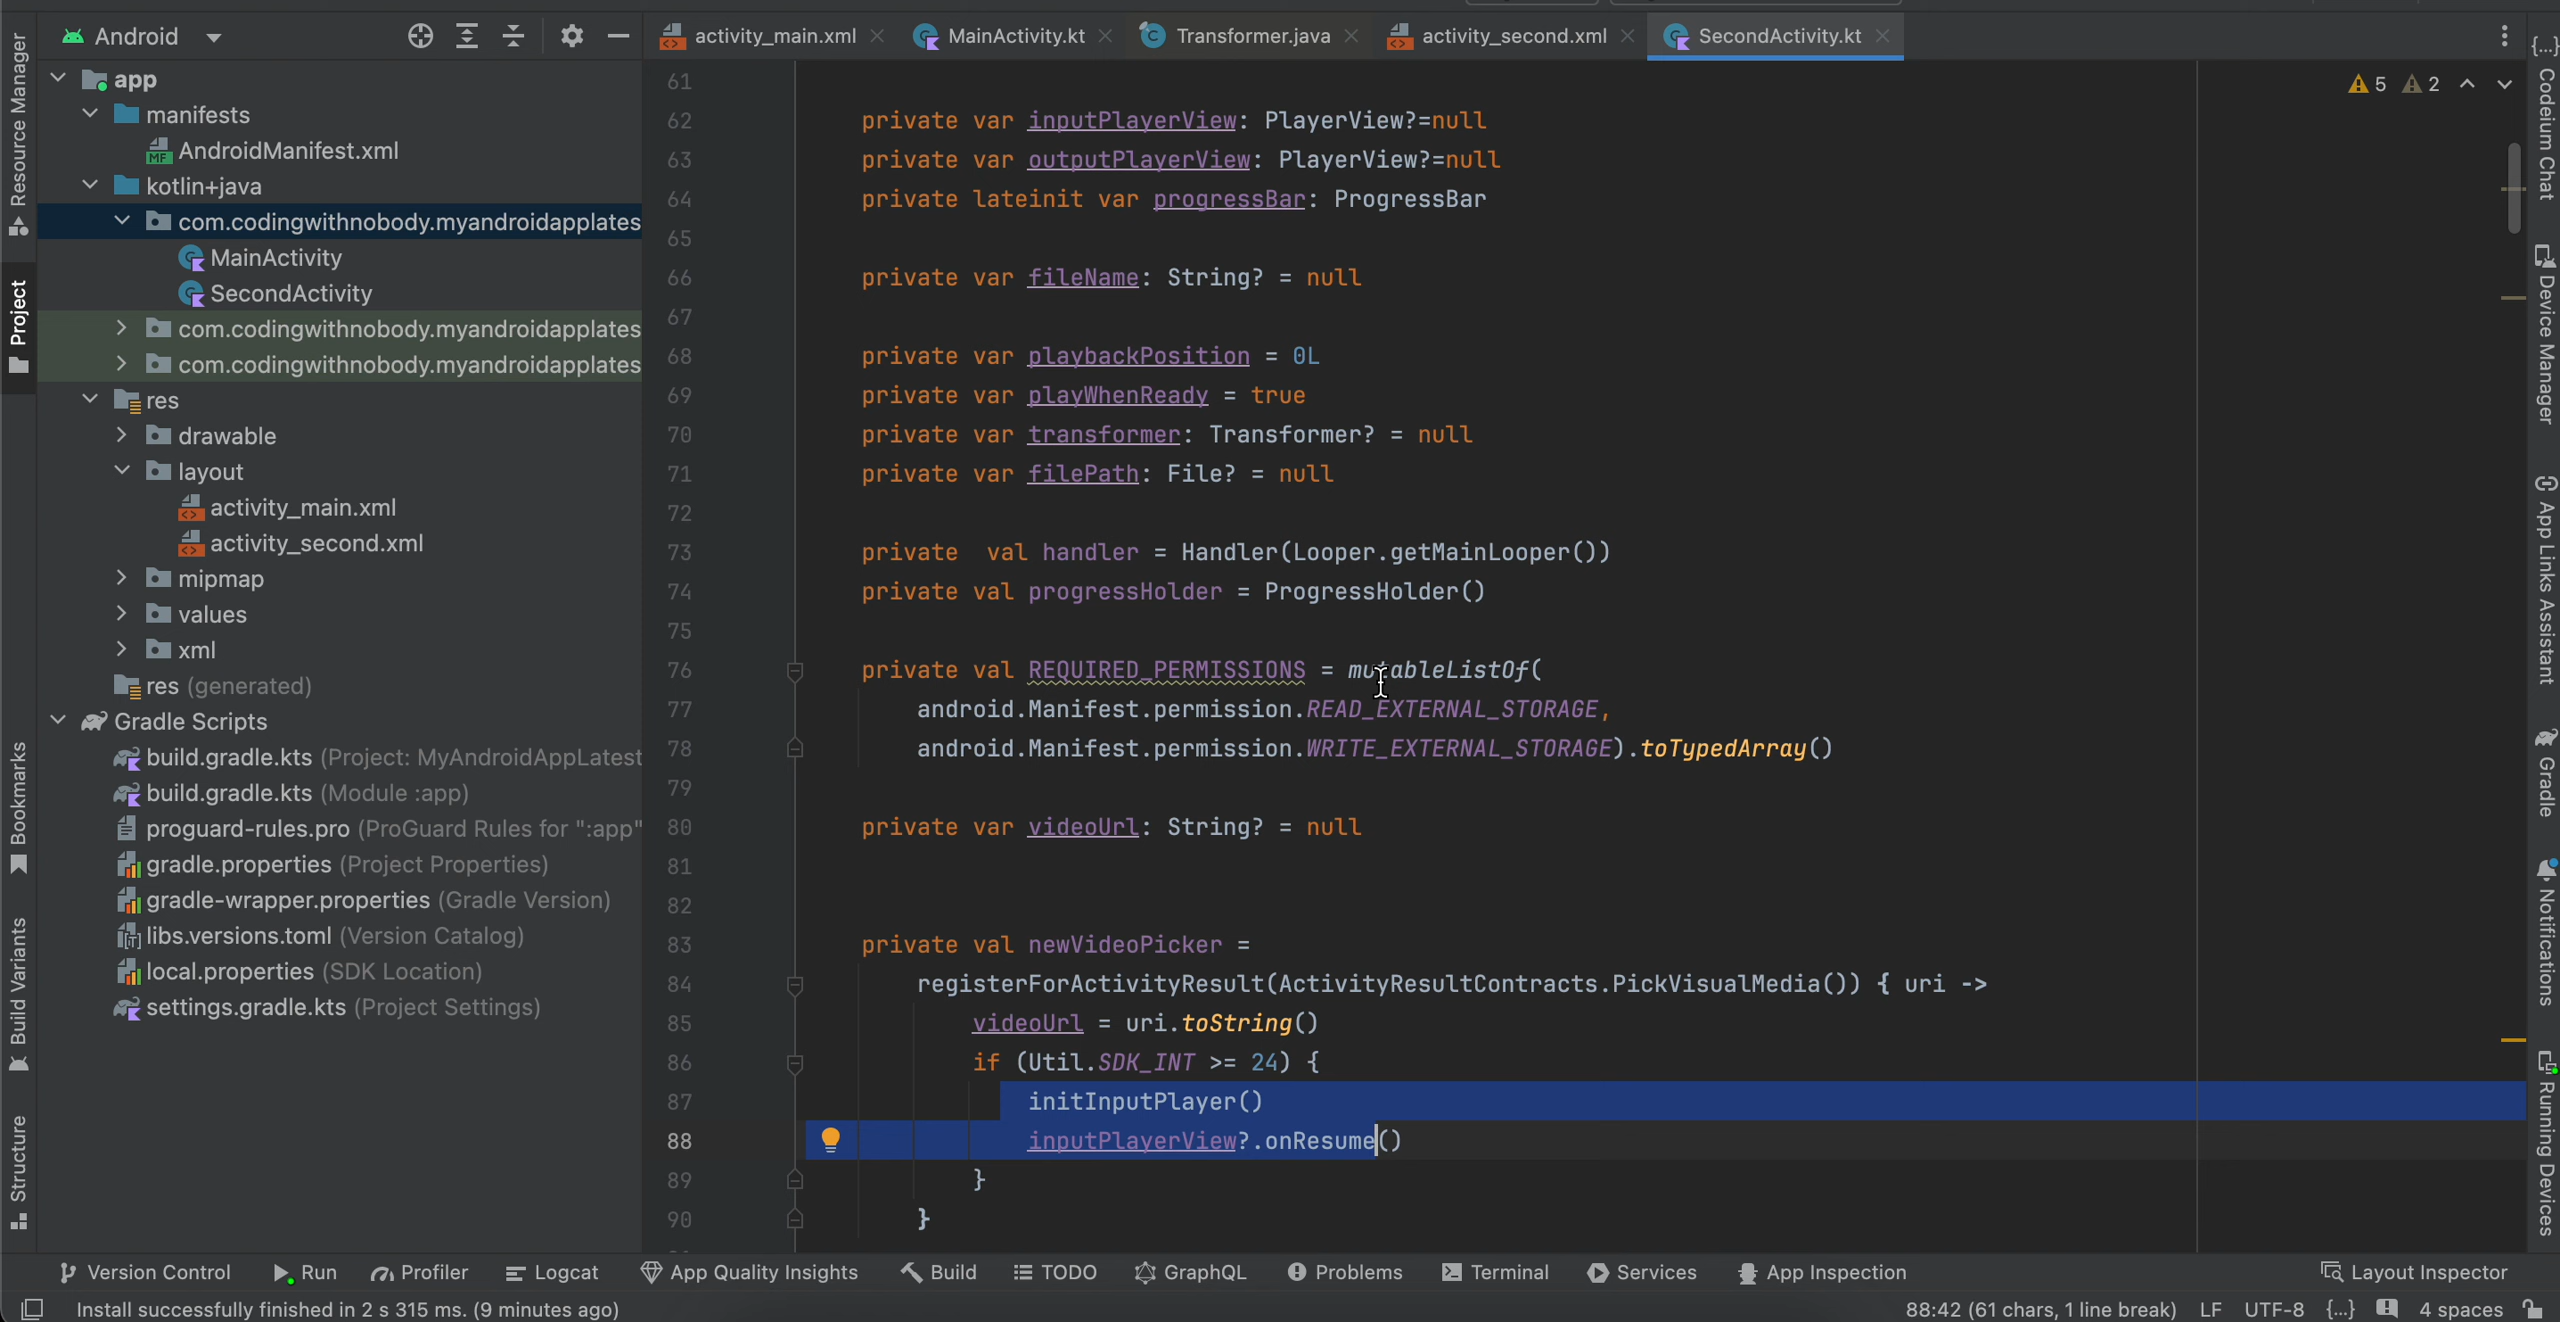 Android
activity_main.xml
MainActivity.kt
Transformer.java
activity_second.xml
SecondActivity.kt
Resource Manager
Project
Bookmarks
Build Variants
Structure
app
manifests
AndroidManifest.xml
kotlin+java
com.codingwithnobody.myandroidapplates
MainActivity
SecondActivity
com.codingwithnobody.myandroidapplates
com.codingwithnobody.myandroidapplates
res
drawable
layout
activity_main.xml
activity_second.xml
mipmap
values
xml
res (generated)
Gradle Scripts
build.gradle.kts (Project: MyAndroidAppLatest
build.gradle.kts (Module :app)
proguard-rules.pro (ProGuard Rules for ":app"
gradle.properties (Project Properties)
gradle-wrapper.properties (Gradle Version)
libs.versions.toml (Version Catalog)
local.properties (SDK Location)
settings.gradle.kts (Project Settings)
5 2
61
62 private var inputPlayerView: PlayerView?=null
63 private var outputPlayerView: PlayerView?=null
64 private lateinit var progressBar: ProgressBar
65
66 private var fileName: String? = null
67
68 private var playbackPosition = 0L
69 private var playWhenReady = true
70 private var transformer: Transformer? = null
71 private var filePath: File? = null
72
73 private  val handler = Handler(Looper.getMainLooper())
74 private val progressHolder = ProgressHolder()
75
76 private val REQUIRED_PERMISSIONS = mutableListOf(
77 android.Manifest.permission.READ_EXTERNAL_STORAGE,
78 android.Manifest.permission.WRITE_EXTERNAL_STORAGE).toTypedArray()
79
80 private var videoUrl: String? = null
81
82
83 private val newVideoPicker =
84 registerForActivityResult(ActivityResultContracts.PickVisualMedia()) { uri ->
85 videoUrl = uri.toString()
86 if (Util.SDK_INT >= 24) {
87 initInputPlayer()
88 inputPlayerView?.onResume()
89 }
90 }
{...} Codeium Chat
Device Manager
App Links Assistant
Gradle
Notifications
Running Devices
Version Control
Run
Profiler
Logcat
App Quality Insights
Build
TODO
GraphQL
Problems
Terminal
Services
App Inspection
Layout Inspector
Install successfully finished in 2 s 315 ms. (9 minutes ago)
88:42 (61 chars, 1 line break)
LF
UTF-8
{...}
4 spaces